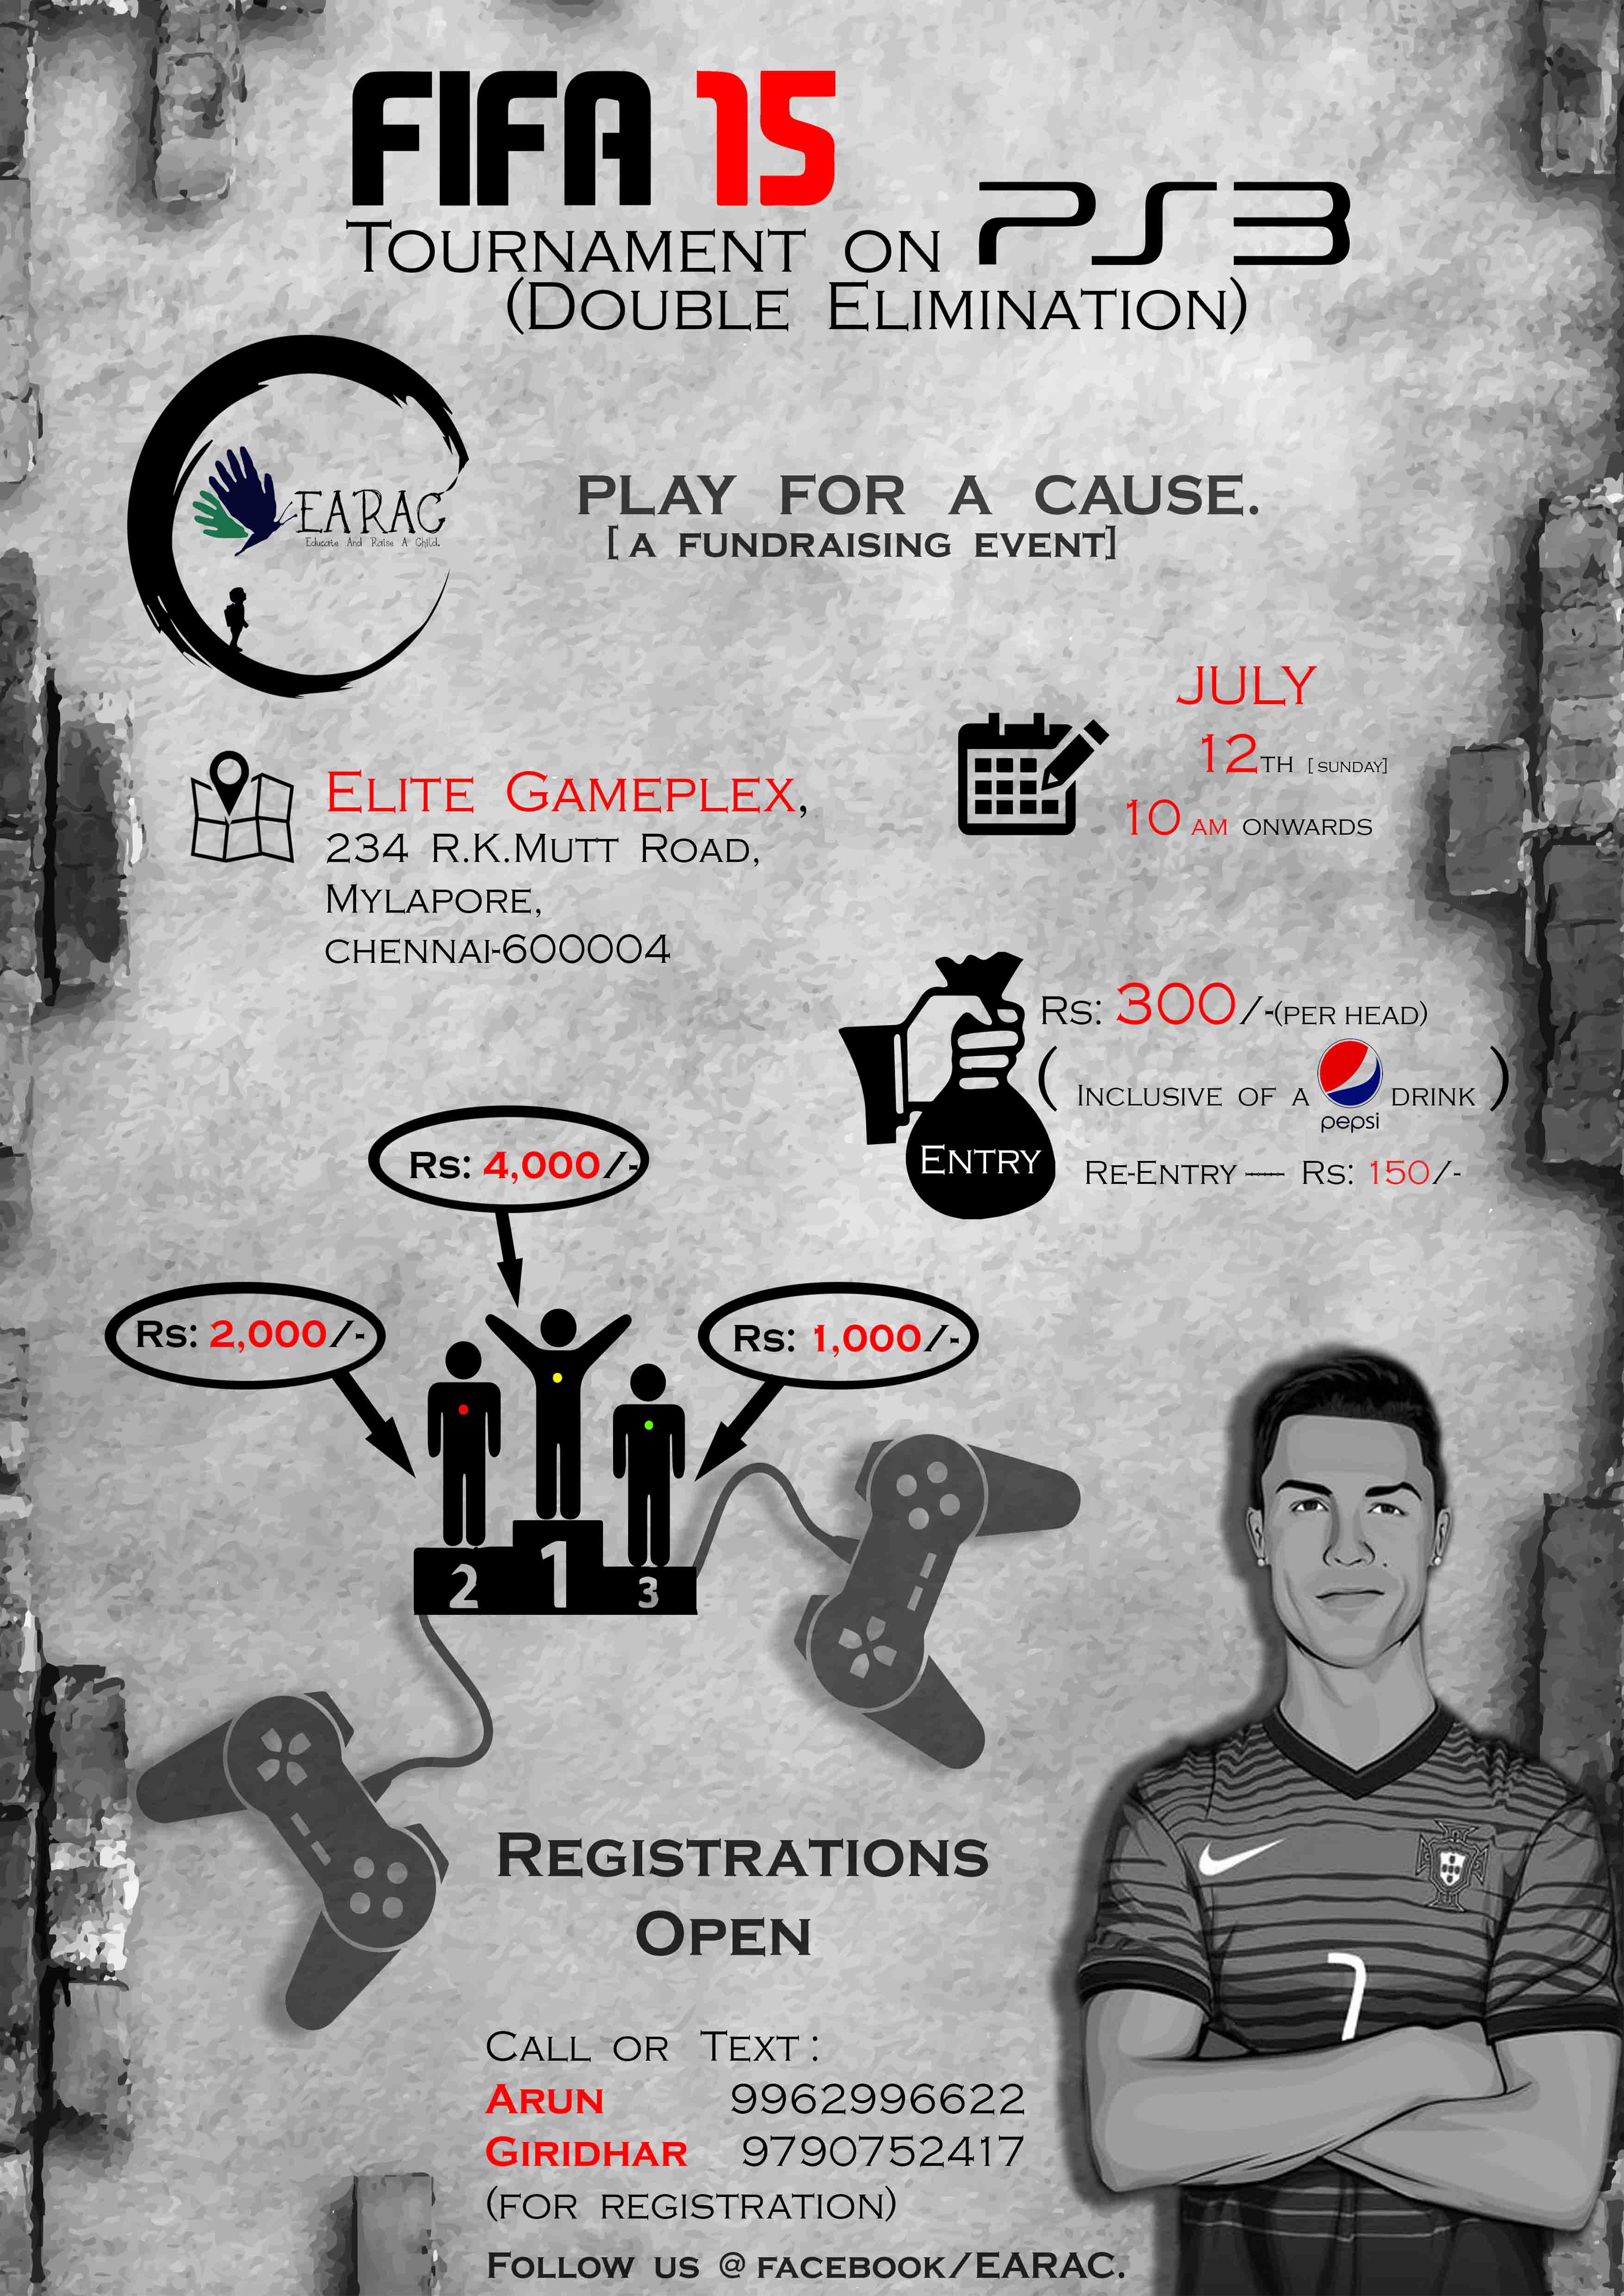 FIFA 15
Tournament on PS3
(Double Elimination)
EARAC
Educate And Raise A Child.
PLAY FOR A CAUSE.
[ A FUNDRAISING EVENT]
JULY
12TH [ SUNDAY]
10 AM ONWARDS
Elite Gameplex,
234 R.K.Mutt Road,
Mylapore,
CHENNAI-600004
Rs: 300/-(PER HEAD)
( Inclusive of a pepsi drink )
Entry
Re-Entry — Rs: 150/-
Rs: 4,000/-
Rs: 2,000/-
Rs: 1,000/-
2 1 3
Registrations
Open
7
Call or Text :
Arun 9962996622
Giridhar 9790752417
(FOR REGISTRATION)
Follow us @ facebook/EARAC.